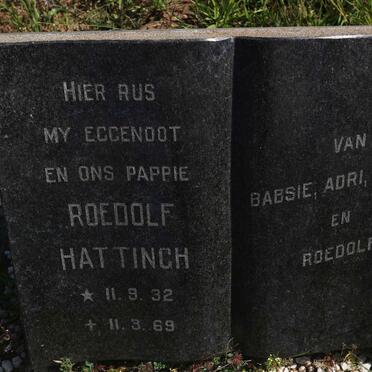 HIER RUS
MY EGGENOOT
EN ONS PAPPIE
ROEDOLF
HATTINGH
★ 11.9.32
+ 11.3.69
VAN
BABSIE, ADRI,
EN
ROEDOLF